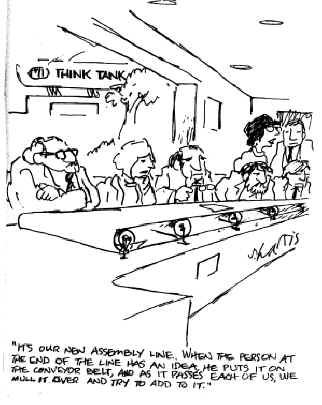 THINK TANK
S. Harris
"IT'S OUR NEW ASSEMBLY LINE. WHEN THE PERSON AT
THE END OF THE LINE HAS AN IDEA, HE PUTS IT ON
THE CONVEYOR BELT, AND AS IT PASSES EACH OF US, WE
MULL IT OVER AND TRY TO ADD TO IT."